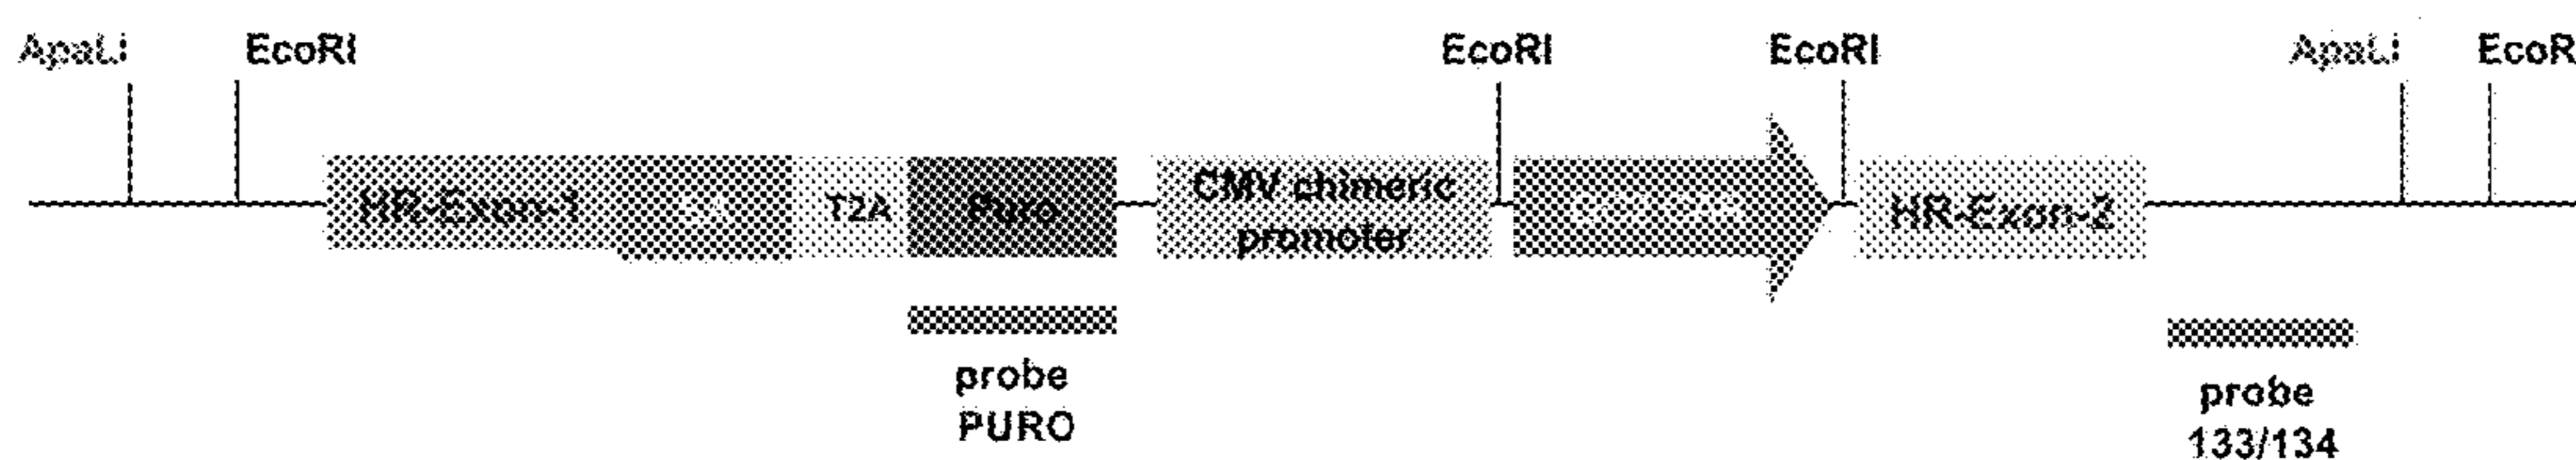 ApaLI EcoRI EcoRI EcoRI ApaLI EcoR
HR-Exon-1 T2A Puro CMV chimeric HR-Exon-2
promoter
probe probe
PURO 133/134